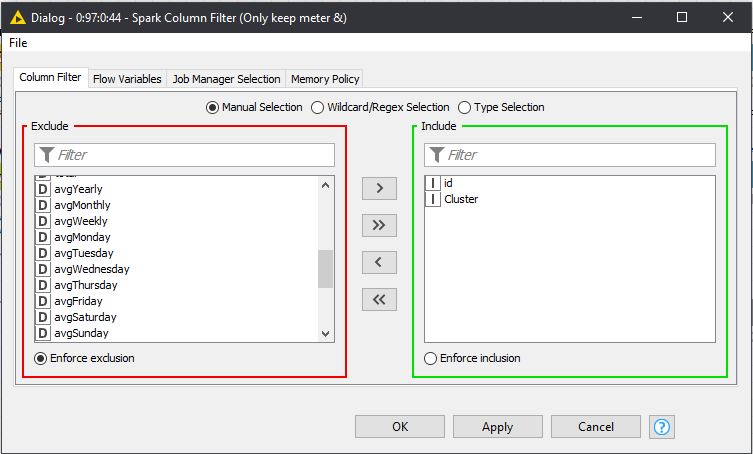 Dialog - 0:97:0:44 - Spark Column Filter (Only keep meter &)
File
Column Filter Flow Variables Job Manager Selection Memory Policy
Manual Selection Wildcard/Regex Selection Type Selection
Exclude
Filter
D avgYearly
D avgMonthly
D avgWeekly
D avgMonday
D avgTuesday
D avgWednesday
D avgThursday
D avgFriday
D avgSaturday
D avgSunday
Enforce exclusion
>
>>
<
<<
Include
Filter
I id
I Cluster
Enforce inclusion
OK Apply Cancel ?